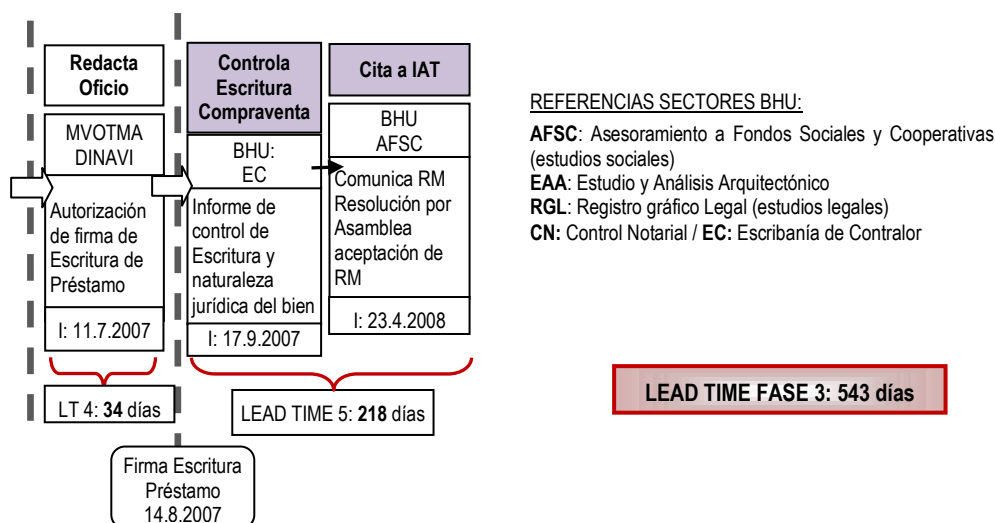 Redacta
Oficio
MVOTMA
DINAVI
Autorización
de firma de
Escritura de
Préstamo
I: 11.7.2007
LT 4: 34 días
Controla
Escritura
Compraventa
BHU:
EC
Informe de
control de
Escritura y
naturaleza
jurídica del bien
I: 17.9.2007
Cita a IAT
BHU
AFSC
Comunica RM
Resolución por
Asamblea
aceptación de
RM
I: 23.4.2008
LEAD TIME 5: 218 días
Firma Escritura
Préstamo
14.8.2007
REFERENCIAS SECTORES BHU:
AFSC: Asesoramiento a Fondos Sociales y Cooperativas
(estudios sociales)
EAA: Estudio y Análisis Arquitectónico
RGL: Registro gráfico Legal (estudios legales)
CN: Control Notarial / EC: Escribanía de Contralor
LEAD TIME FASE 3: 543 días